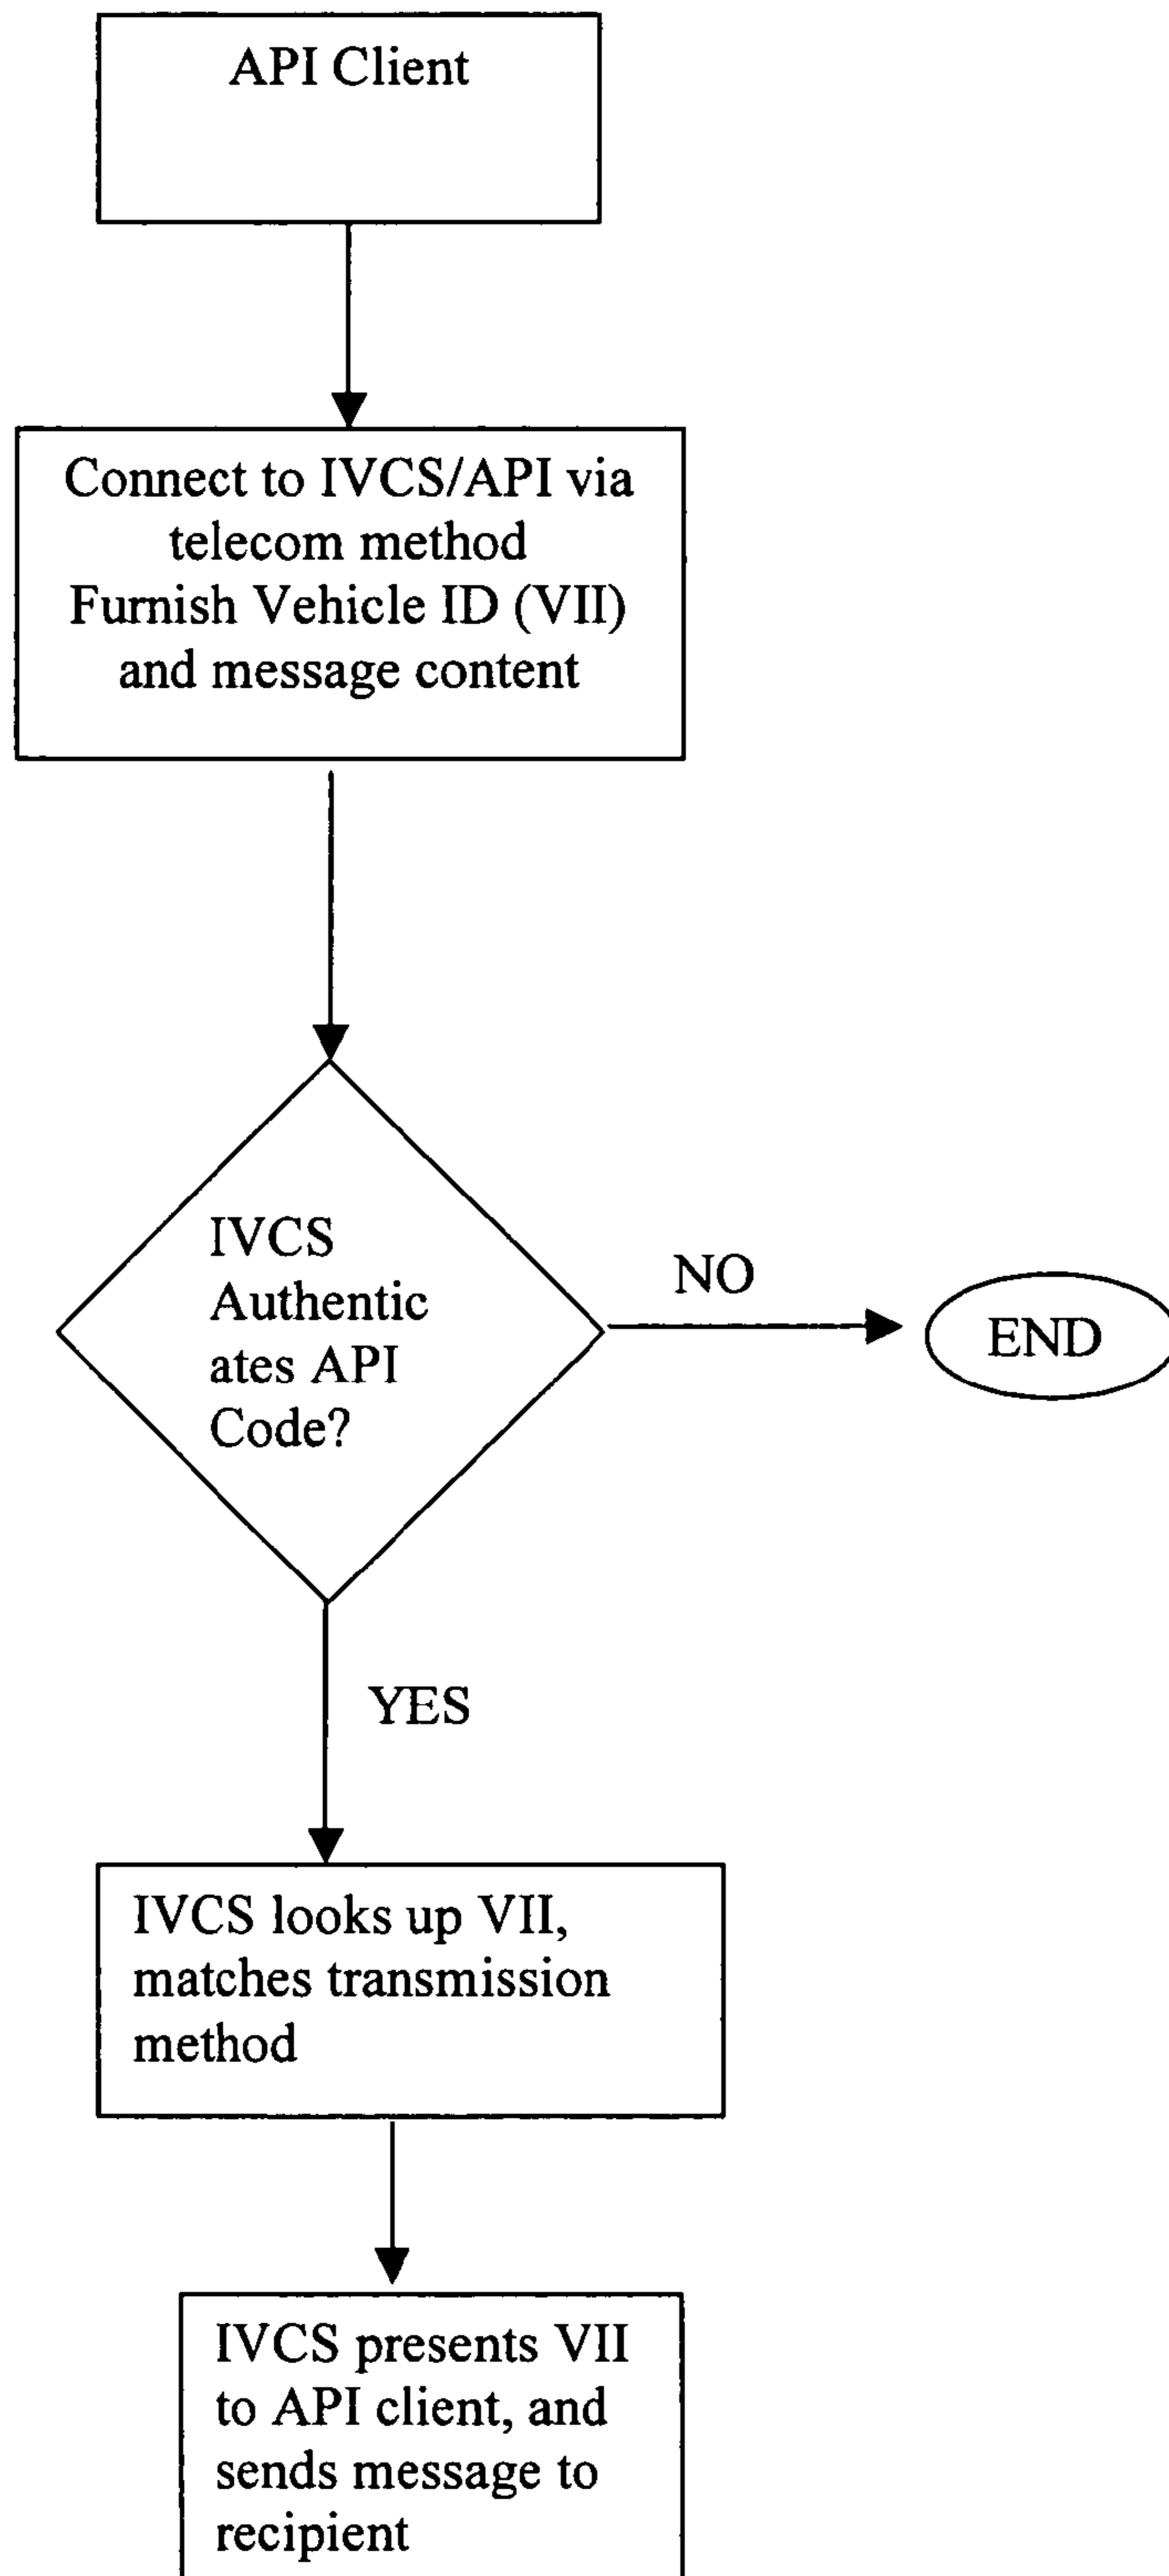 API Client
Connect to IVCS/API via
telecom method
Furnish Vehicle ID (VII)
and message content
IVCS
Authentic
ates API
Code?
NO
END
YES
IVCS looks up VII,
matches transmission
method
IVCS presents VII
to API client, and
sends message to
recipient